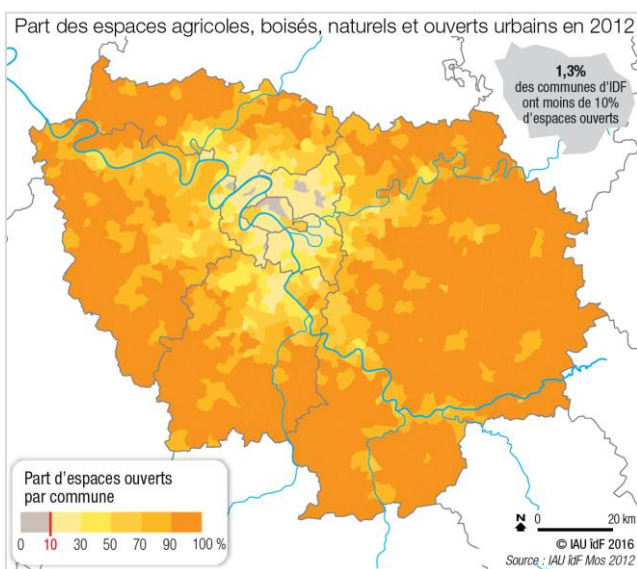 Part des espaces agricoles, boisés, naturels et ouverts urbains en 2012
1,3%
des communes d'IDF
ont moins de 10%
d'espaces ouverts
Part d'espaces ouverts
par commune
0 10 30 50 70 90 100 %
N 0 20 km
© IAU îdF 2016
Source : IAU îdF Mos 2012